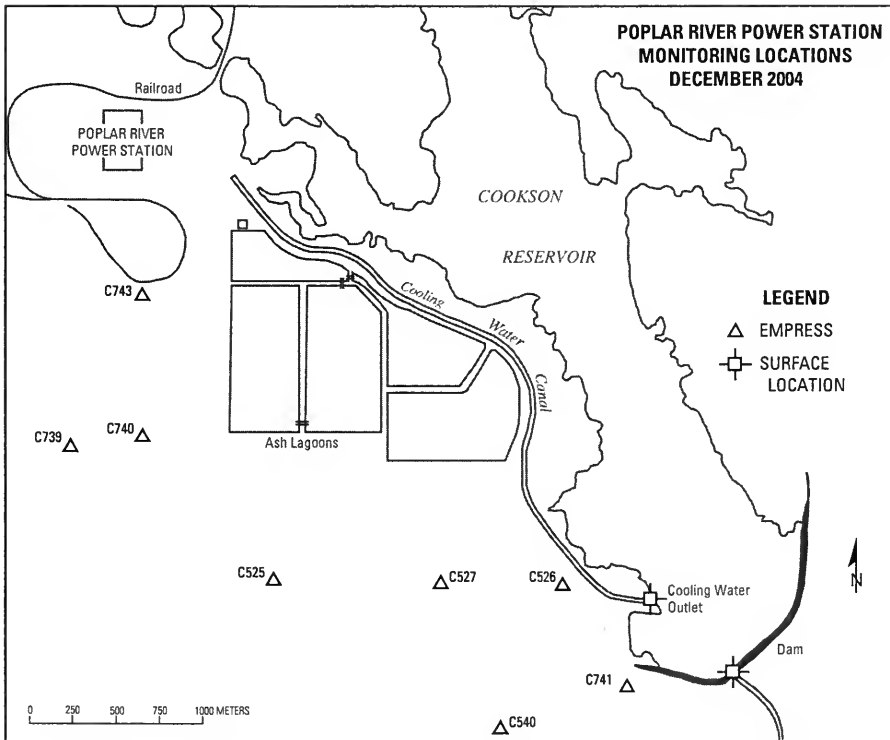 POPLAR RIVER POWER STATION
MONITORING LOCATIONS
DECEMBER 2004
Railroad
POPLAR RIVER
POWER STATION
COOKSON
RESERVOIR
C743
Cooling
Water
Canal
LEGEND
EMPRESS
SURFACE
LOCATION
C739
C740
Ash Lagoons
C525
C527
C526
Cooling Water
Outlet
N
Dam
C741
C540
0 250 500 1000 METERS